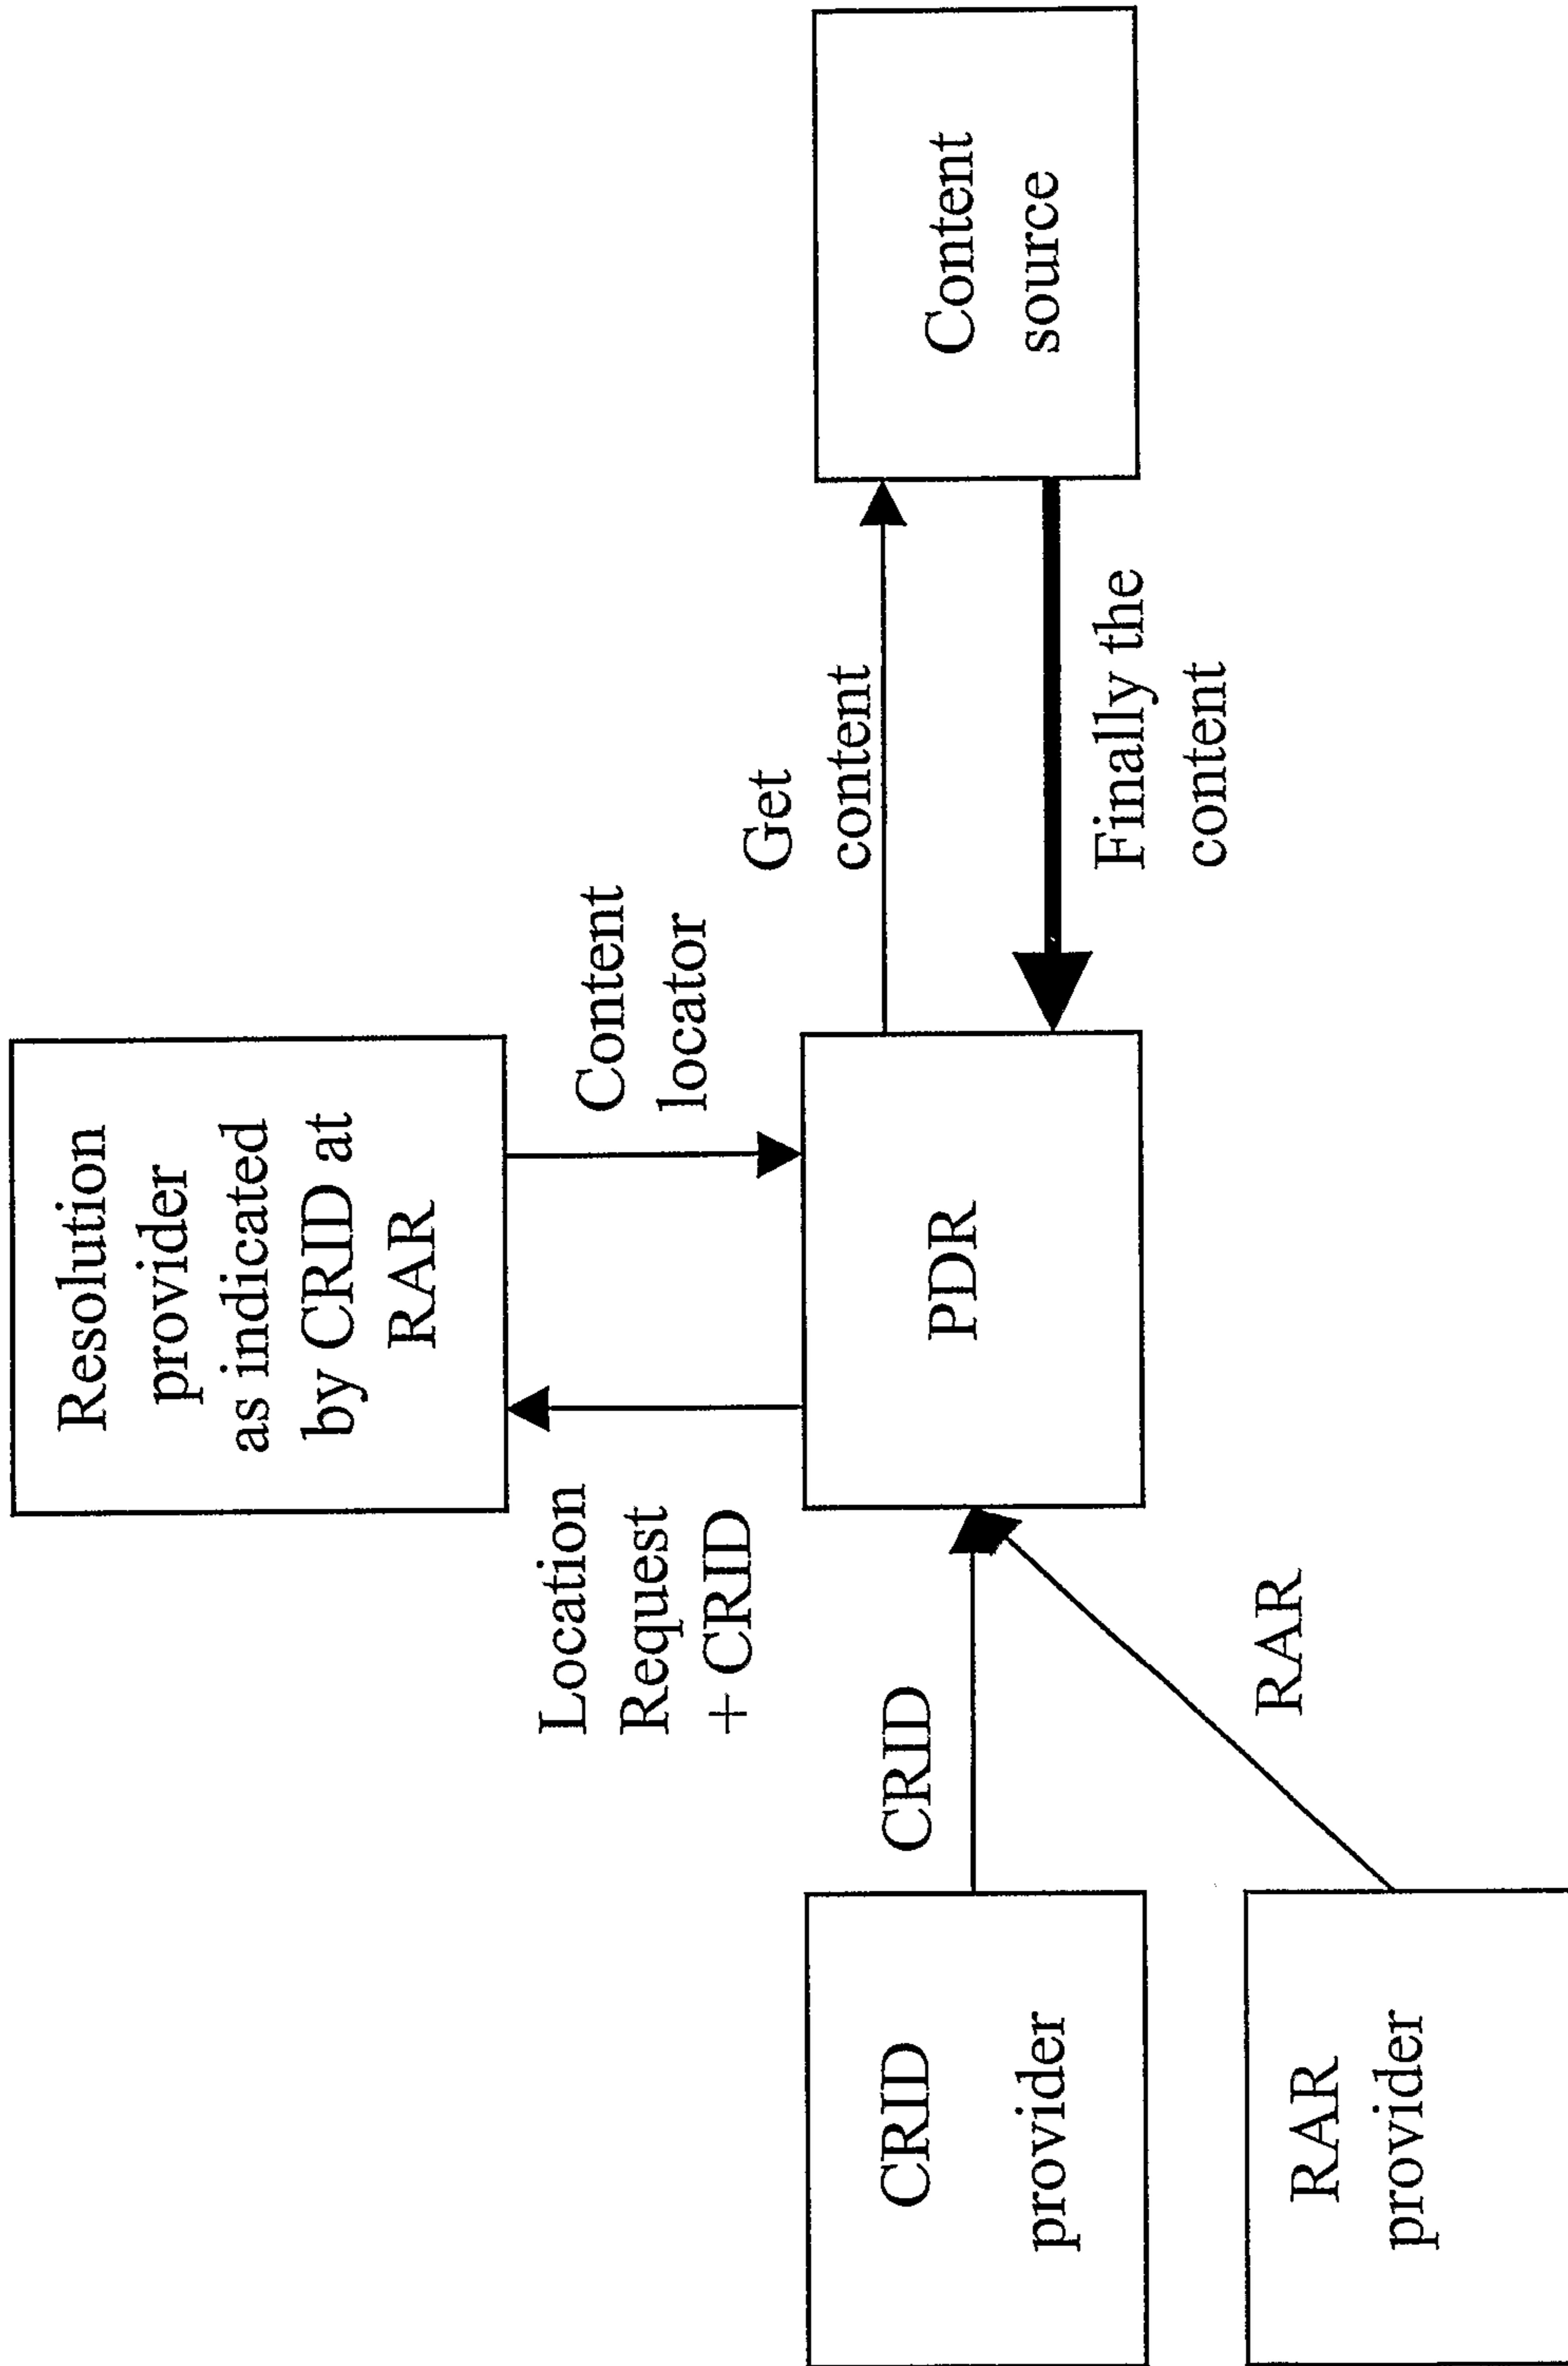 Resolution
provider
as indicated
by CRID at
RAR
Location
Request
+ CRID
Content
locator
CRID
provider
CRID
PDR
Get
content
Content
source
Finally the
content
RAR
provider
RAR